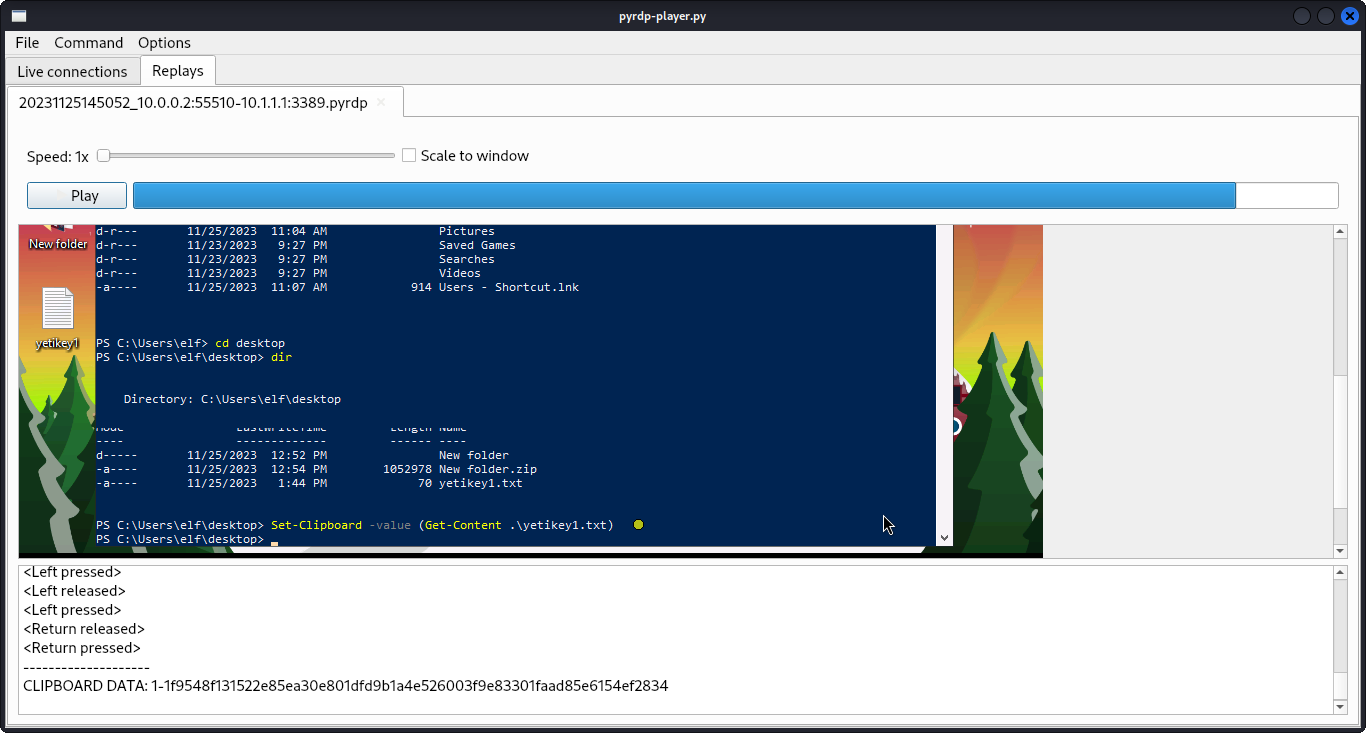 pyrdp-player.py
File Command Options
Live connections Replays
20231125145052_10.0.0.2:55510-10.1.1.1:3389.pyrdp
Speed: 1x Scale to window
Play
New folder
yetikey1
d-r--- 11/25/2023 11:04 AM Pictures
d-r--- 11/23/2023 9:27 PM Saved Games
d-r--- 11/23/2023 9:27 PM Searches
d-r--- 11/23/2023 9:27 PM Videos
-a---- 11/25/2023 11:07 AM 914 Users - Shortcut.lnk
PS C:\Users\elf> cd desktop
PS C:\Users\elf\desktop> dir
Directory: C:\Users\elf\desktop
Mode LastWriteTime Length Name
---- ------------- ------ ----
d----- 11/25/2023 12:52 PM New folder
-a---- 11/25/2023 12:54 PM 1052978 New folder.zip
-a---- 11/25/2023 1:44 PM 70 yetikey1.txt
PS C:\Users\elf\desktop> Set-Clipboard -value (Get-Content .\yetikey1.txt)
PS C:\Users\elf\desktop>
<Left pressed>
<Left released>
<Left pressed>
<Return released>
<Return pressed>
--------------------
CLIPBOARD DATA: 1-1f9548f131522e85ea30e801dfd9b1a4e526003f9e83301faad85e6154ef2834